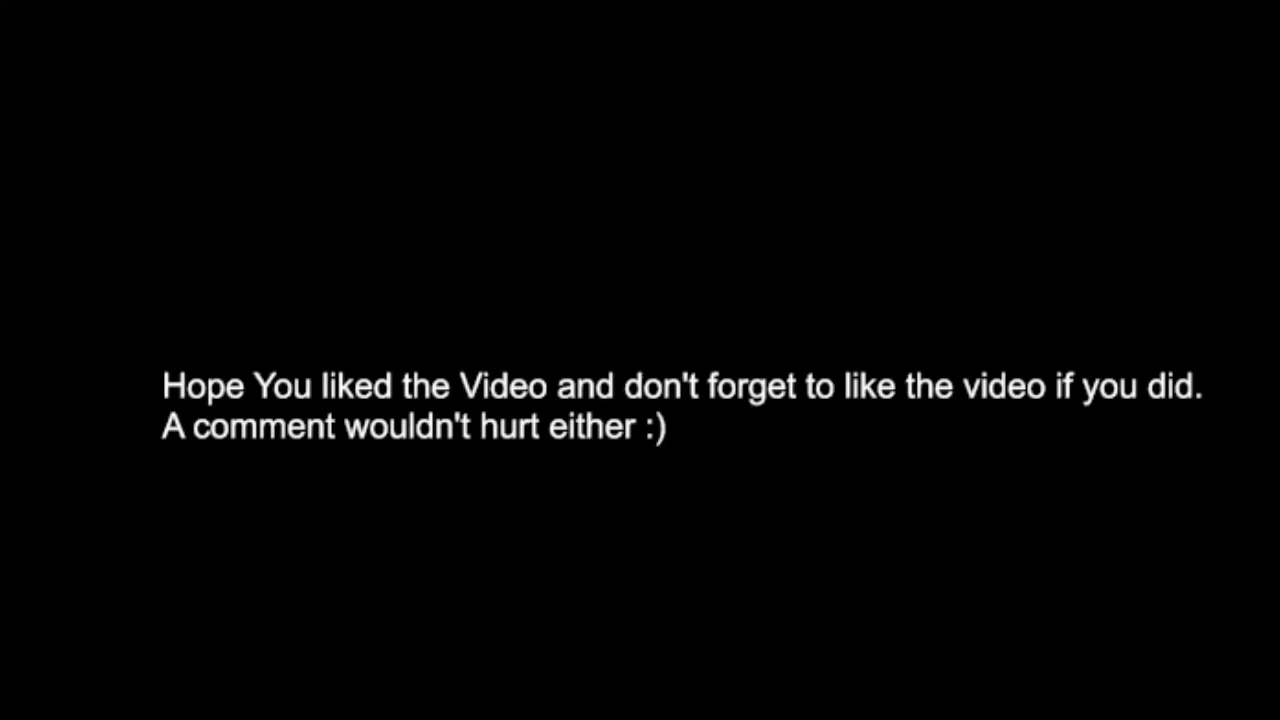 Hope You liked the Video and don't forget to like the video if you did.
A comment wouldn't hurt either :)